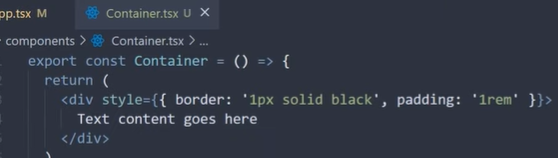 pp.tsx M Container.tsx U ×
components > Container.tsx > ...
export const Container = () => {
return (
<div style={{ border: '1px solid black', padding: '1rem' }}>
Text content goes here
</div>
)